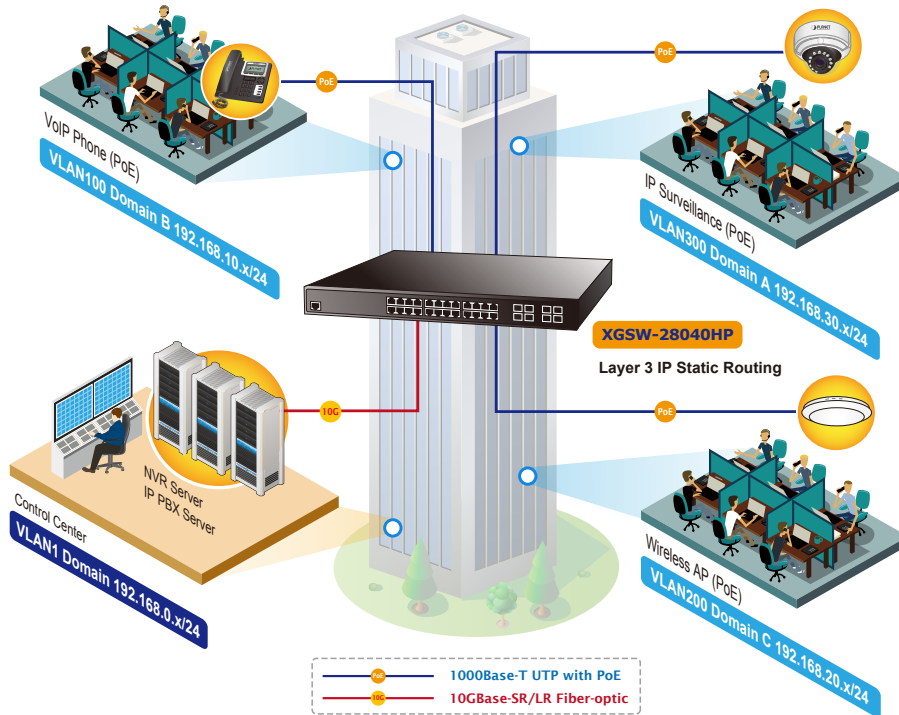 PoE
VoIP Phone (PoE)
VLAN100 Domain B 192.168.10.x/24
PoE
PLANET
IP Surveillance (PoE)
VLAN300 Domain A 192.168.30.x/24
XGSW-28040HP
Layer 3 IP Static Routing
10G
NVR Server
IP PBX Server
Control Center
VLAN1 Domain 192.168.0.x/24
PoE
Wireless AP (PoE)
VLAN200 Domain C 192.168.20.x/24
PoE
1000Base-T UTP with PoE
10G
10GBase-SR/LR Fiber-optic